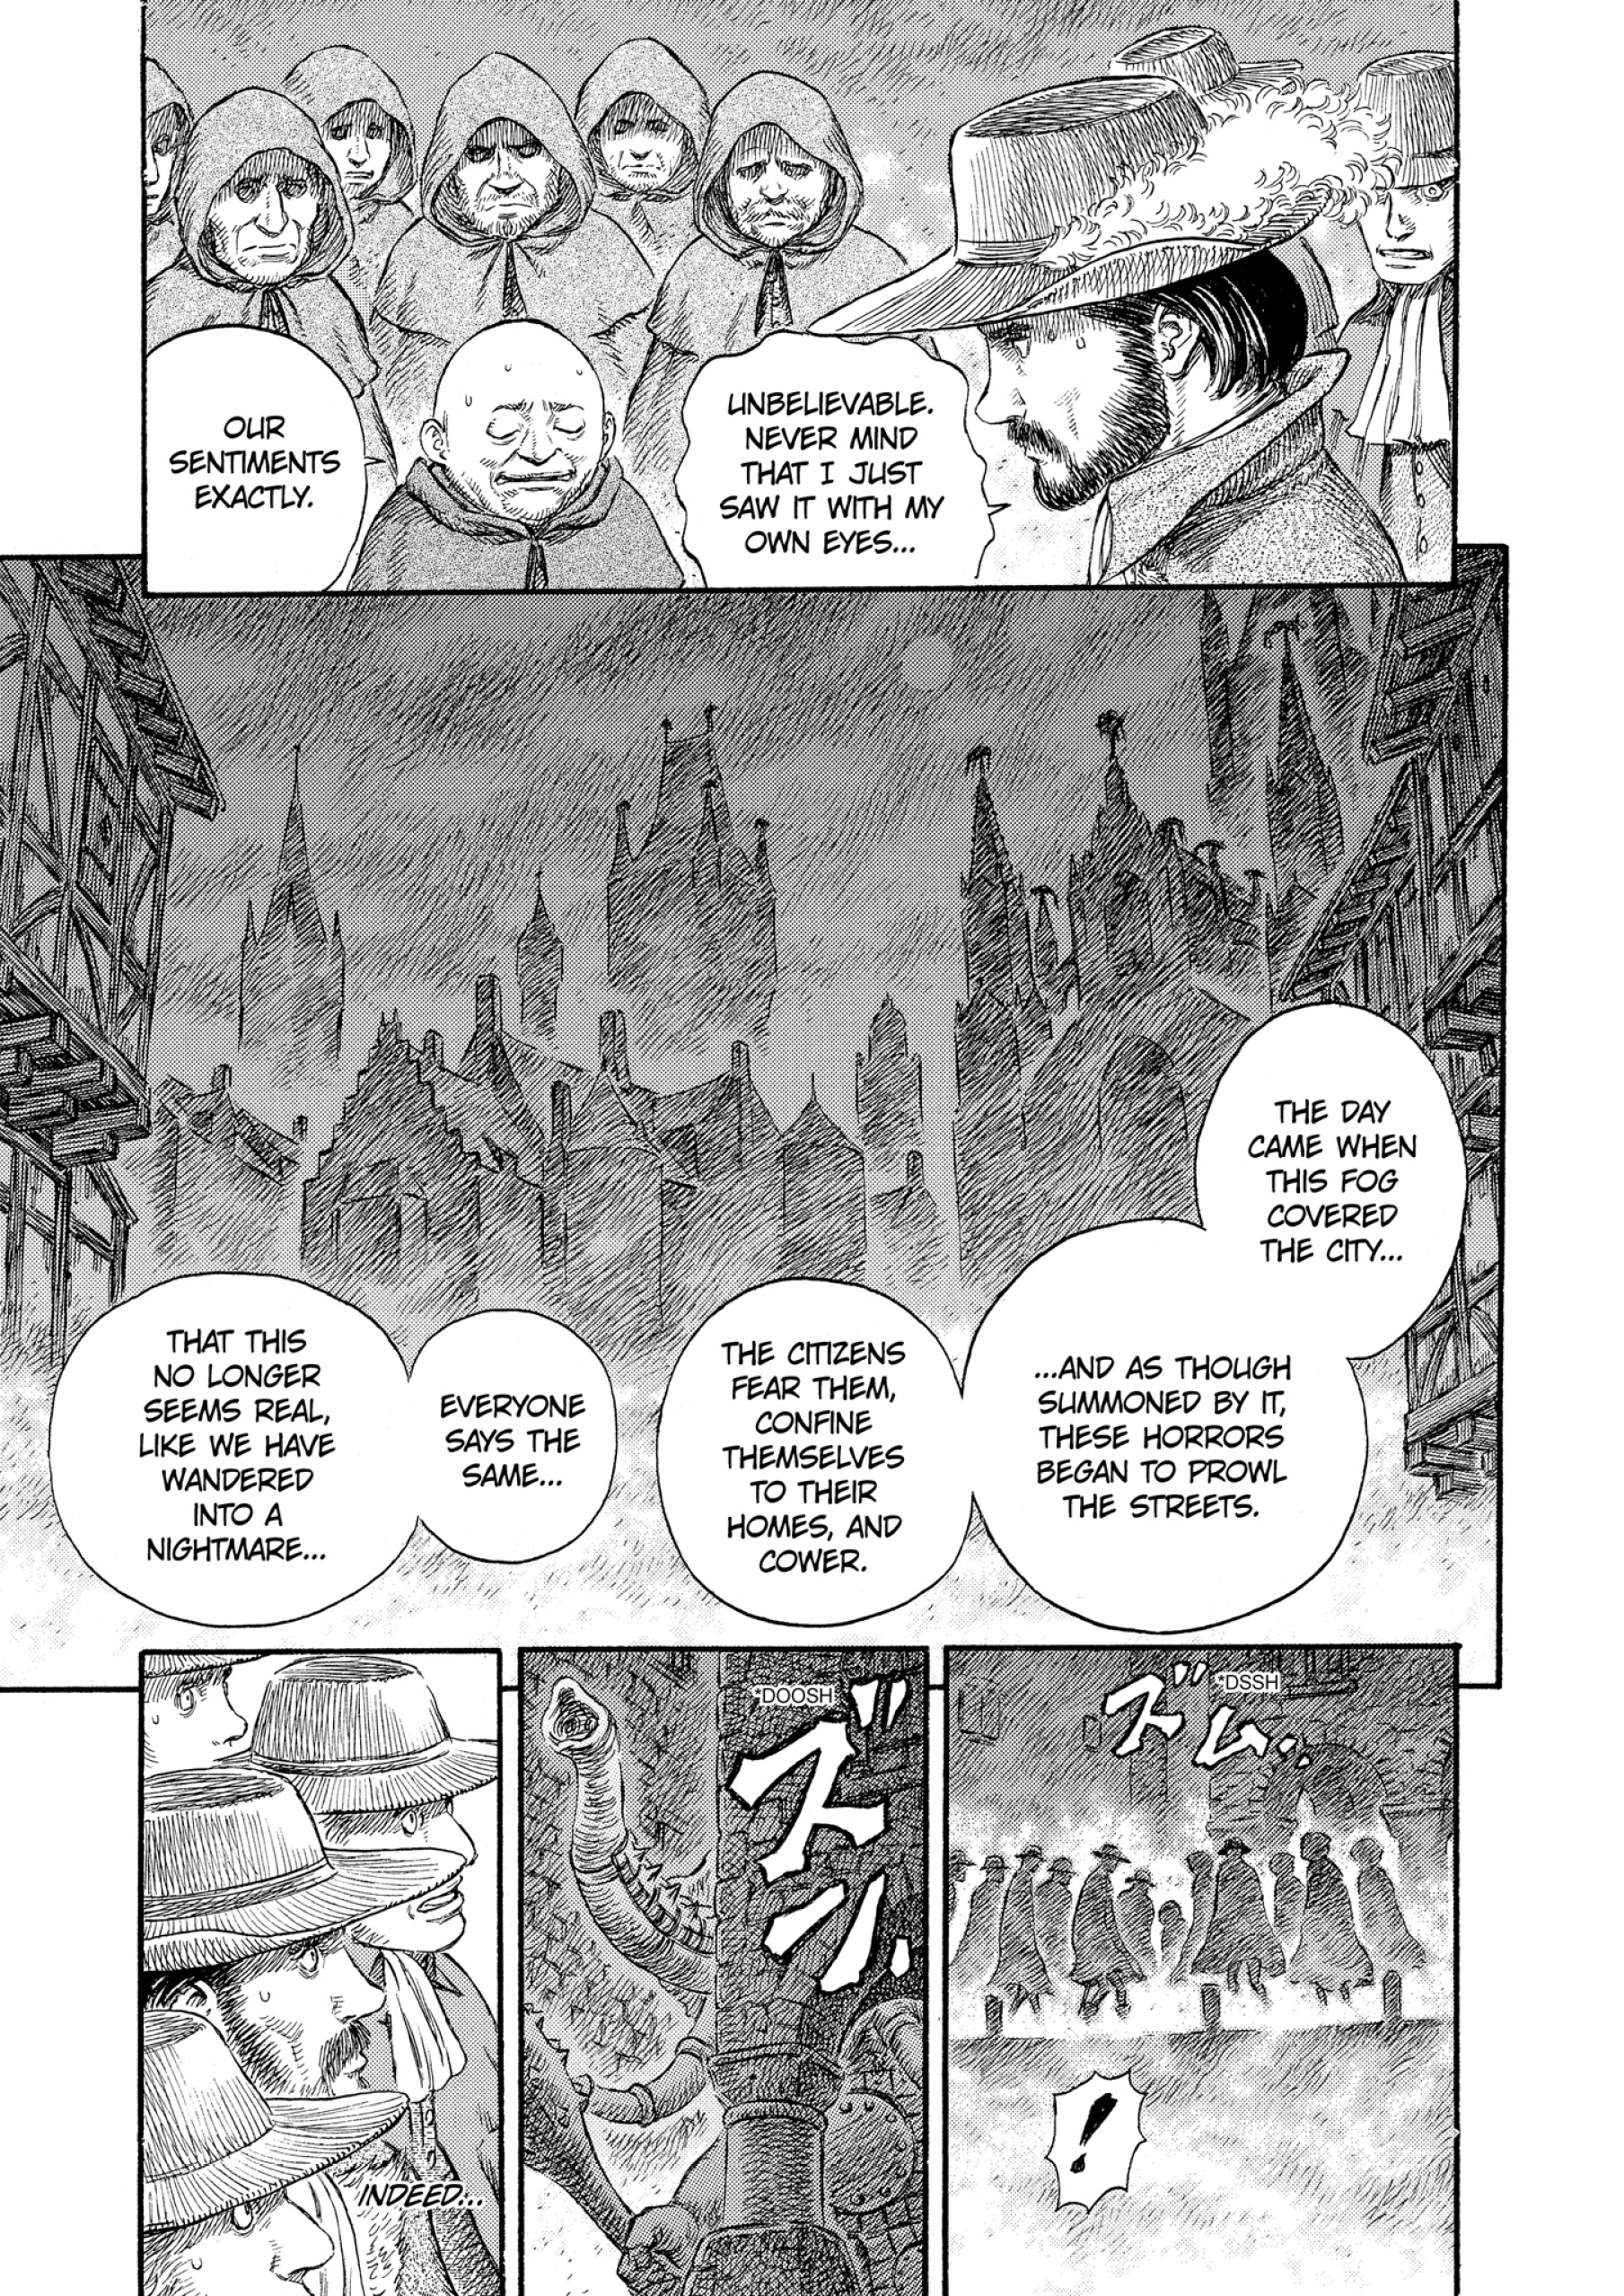 UNBELIEVABLE.
NEVER MIND
THAT I JUST
SAW IT WITH MY
OWN EYES...
OUR
SENTIMENTS
EXACTLY.
THE DAY
CAME WHEN
THIS FOG
COVERED
THE CITY...
...AND AS THOUGH
SUMMONED BY IT,
THESE HORRORS
BEGAN TO PROWL
THE STREETS.
THE CITIZENS
FEAR THEM,
CONFINE
THEMSELVES
TO THEIR
HOMES, AND
COWER.
EVERYONE
SAYS THE
SAME...
THAT THIS
NO LONGER
SEEMS REAL,
LIKE WE HAVE
WANDERED
INTO A
NIGHTMARE...
*DSSH
ズム..
!
*DOOSH
ズシ
INDEED...